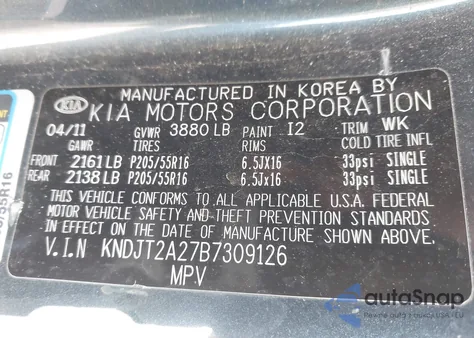 MANUFACTURED IN KOREA BY
KIA KIA MOTORS CORPORATION
04/11 GVWR 3880 LB PAINT I2 TRIM WK
GAWR TIRES RIMS COLD TIRE INFL
FRONT 2161 LB P205/55R16 6.5JX16 33psi SINGLE
REAR 2138 LB P205/55R16 6.5JX16 33psi SINGLE
THIS VEHICLE CONFORMS TO ALL APPLICABLE U.S.A. FEDERAL
MOTOR VEHICLE SAFETY AND THEFT PREVENTION STANDARDS
IN EFFECT ON THE DATE OF MANUFACTURE SHOWN ABOVE.
V.I.N KNDJT2A27B7309126
MPV
/55R16
autoSnap